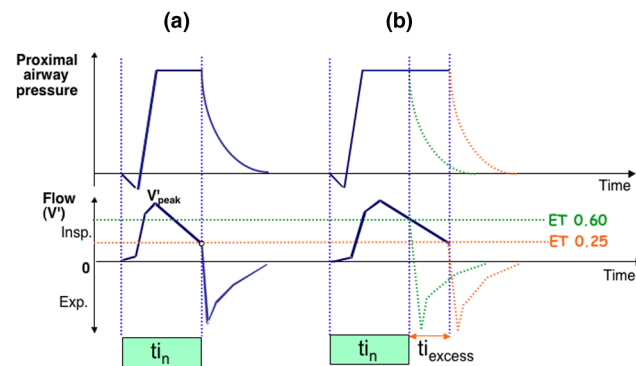 (a)
(b)
Proximal
airway
pressure
Time
Flow
(V')
V'peak
Insp.
ET 0.60
ET 0.25
0
Time
Exp.
tin
tin
tiexcess